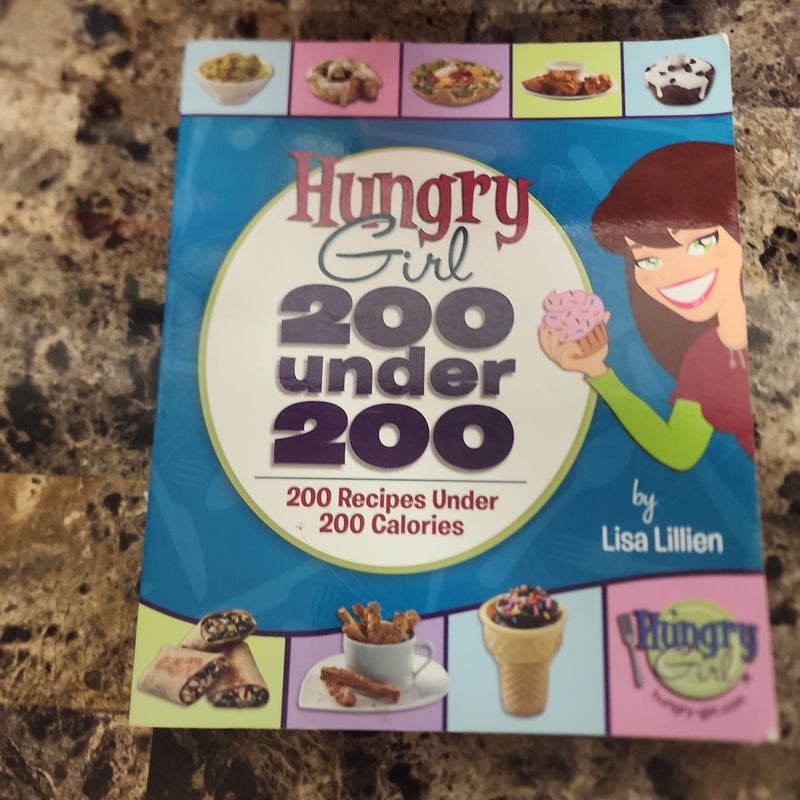 Hungry
Girl
200
under
200
200 Recipes Under
200 Calories
by
Lisa Lillien
Hungry
Girl
hungry-girl.com